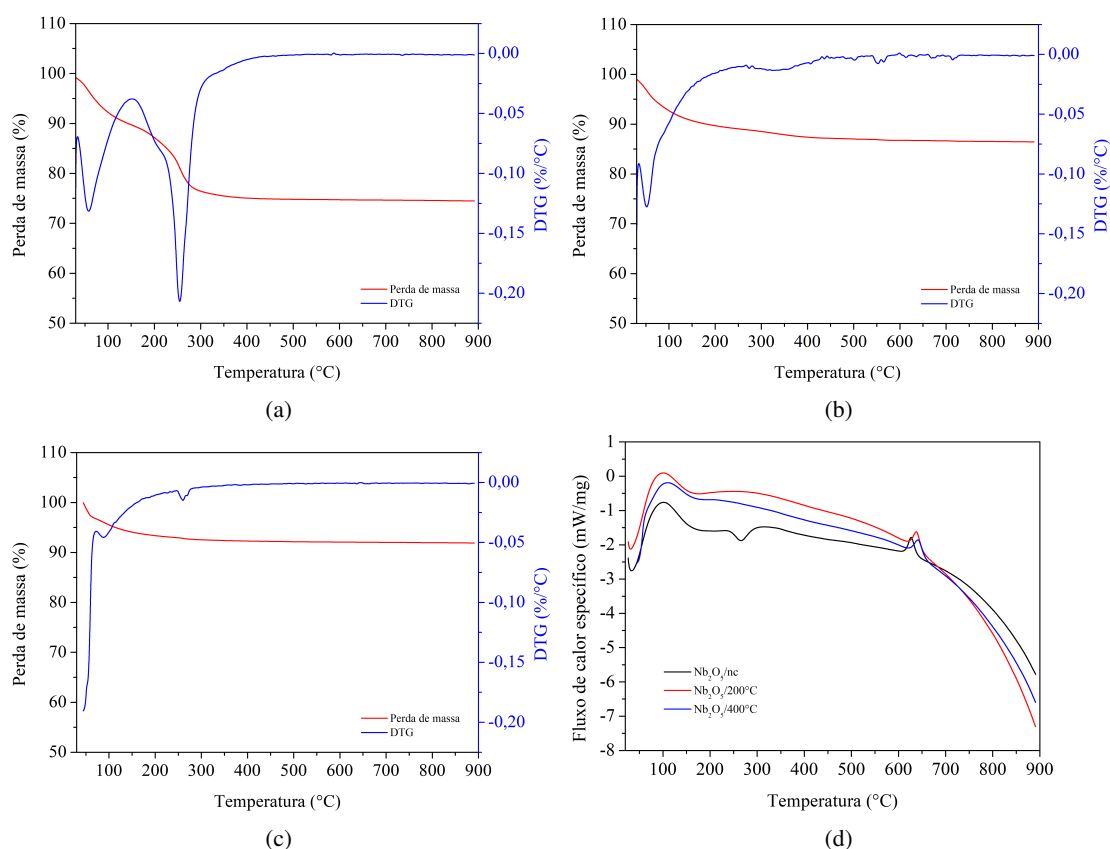 110
100
90
80
70
60
50
Perda de massa (%)
0,00
-0,05
-0,10
-0,15
-0,20
DTG (%/°C)
Perda de massa
DTG
100 200 300 400 500 600 700 800 900
Temperatura (°C)
(a)
110
100
90
80
70
60
50
Perda de massa (%)
0,00
-0,05
-0,10
-0,15
-0,20
DTG (%/°C)
Perda de massa
DTG
100 200 300 400 500 600 700 800 900
Temperatura (°C)
(b)
110
100
90
80
70
60
50
Perda de massa (%)
0,00
-0,05
-0,10
-0,15
-0,20
DTG (%/°C)
Perda de massa
DTG
100 200 300 400 500 600 700 800 900
Temperatura (°C)
(c)
1
0
-1
-2
-3
-4
-5
-6
-7
-8
Fluxo de calor específico (mW/mg)
Nb₂O₅/nc
Nb₂O₅/200°C
Nb₂O₅/400°C
100 200 300 400 500 600 700 800 900
Temperatura (°C)
(d)